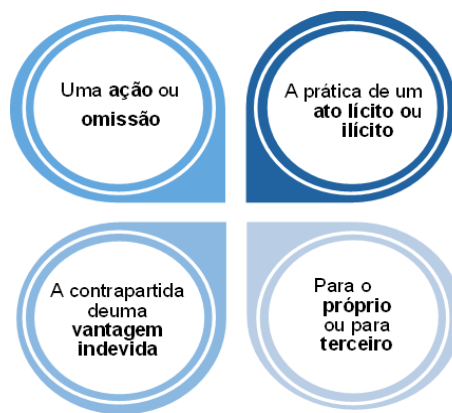 Uma ação ou
omissão
A prática de um
ato lícito ou
ilícito
A contrapartida
deuma
vantagem
indevida
Para o
próprio
ou para
terceiro